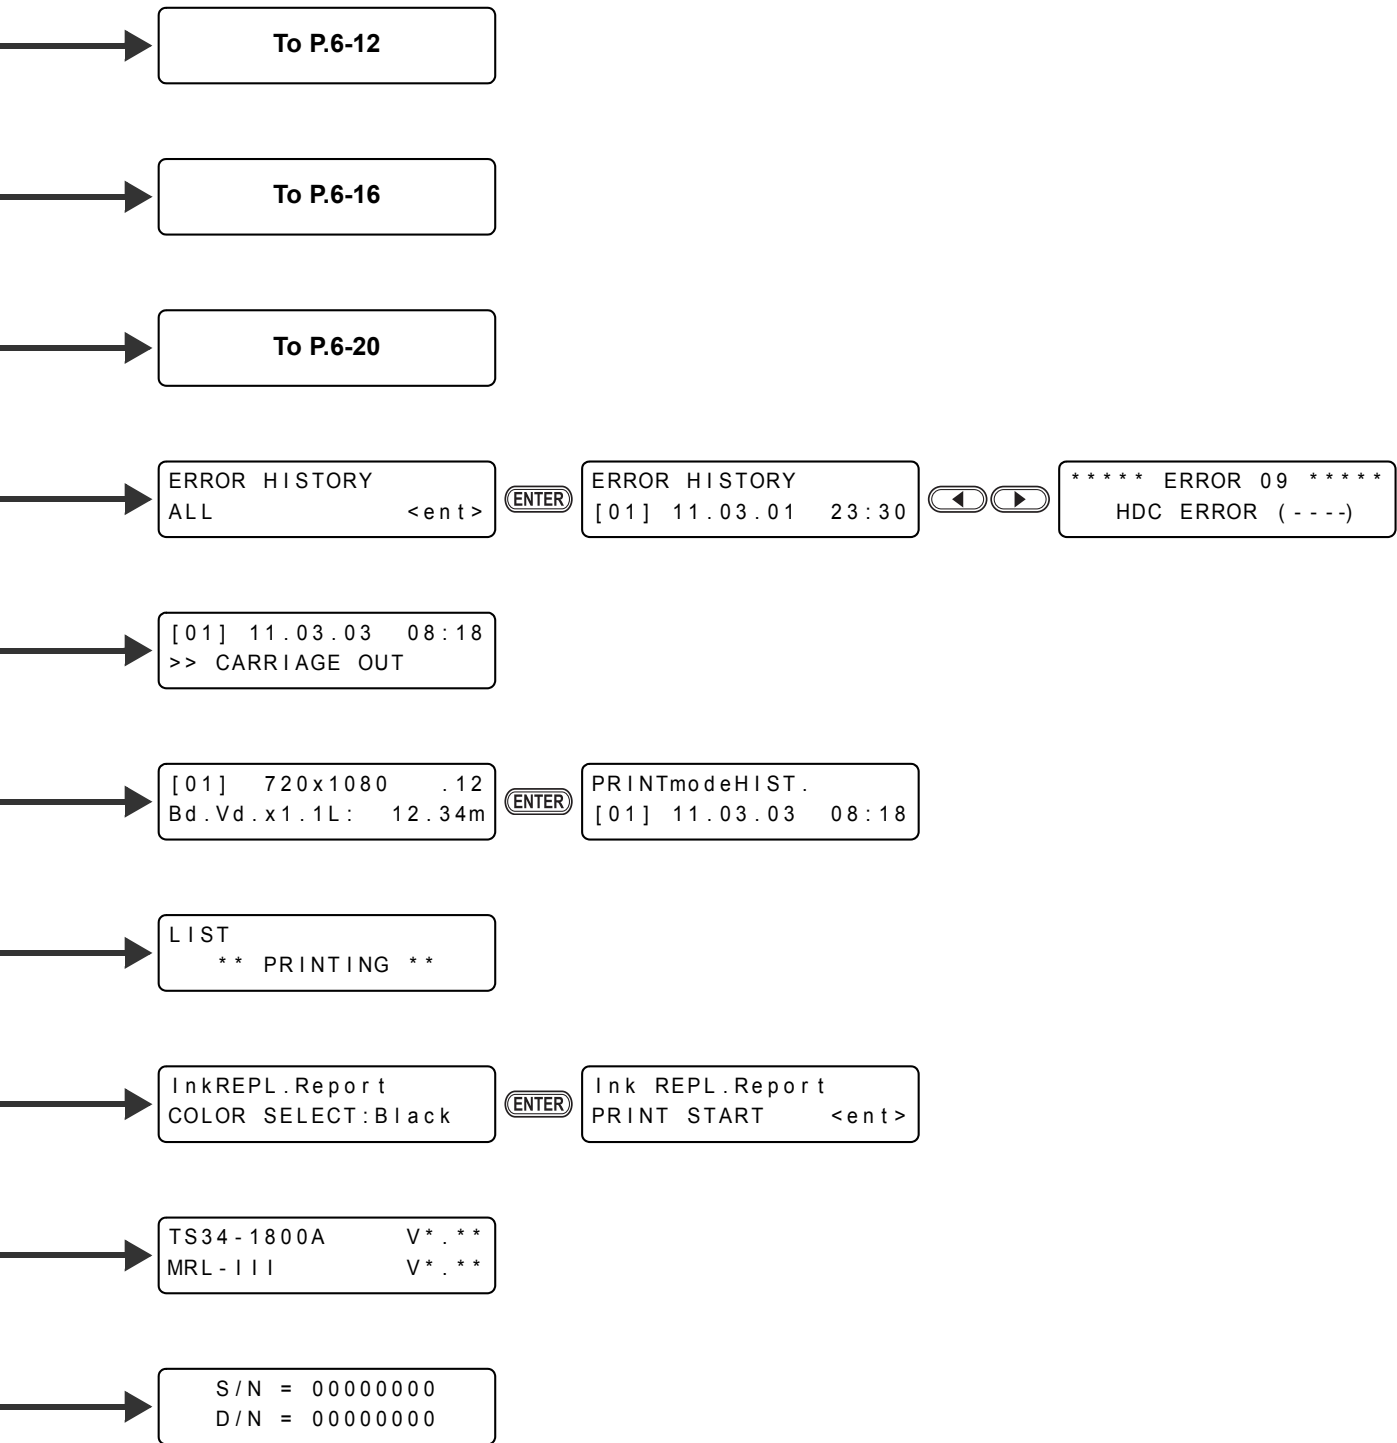 To P.6-12
To P.6-16
To P.6-20
ERROR HISTORY
ALL <ent>
ENTER
ERROR HISTORY
[01] 11.03.01 23:30
***** ERROR 09 *****
HDC ERROR (----)
[01] 11.03.03 08:18
>> CARRIAGE OUT
[01] 720x1080 .12
Bd.Vd.x1.1L: 12.34m
ENTER
PRINTmodeHIST.
[01] 11.03.03 08:18
LIST
** PRINTING **
InkREPL.Report
COLOR SELECT:Black
ENTER
Ink REPL.Report
PRINT START <ent>
TS34-1800A V*.**
MRL-III V*.**
S/N = 00000000
D/N = 00000000